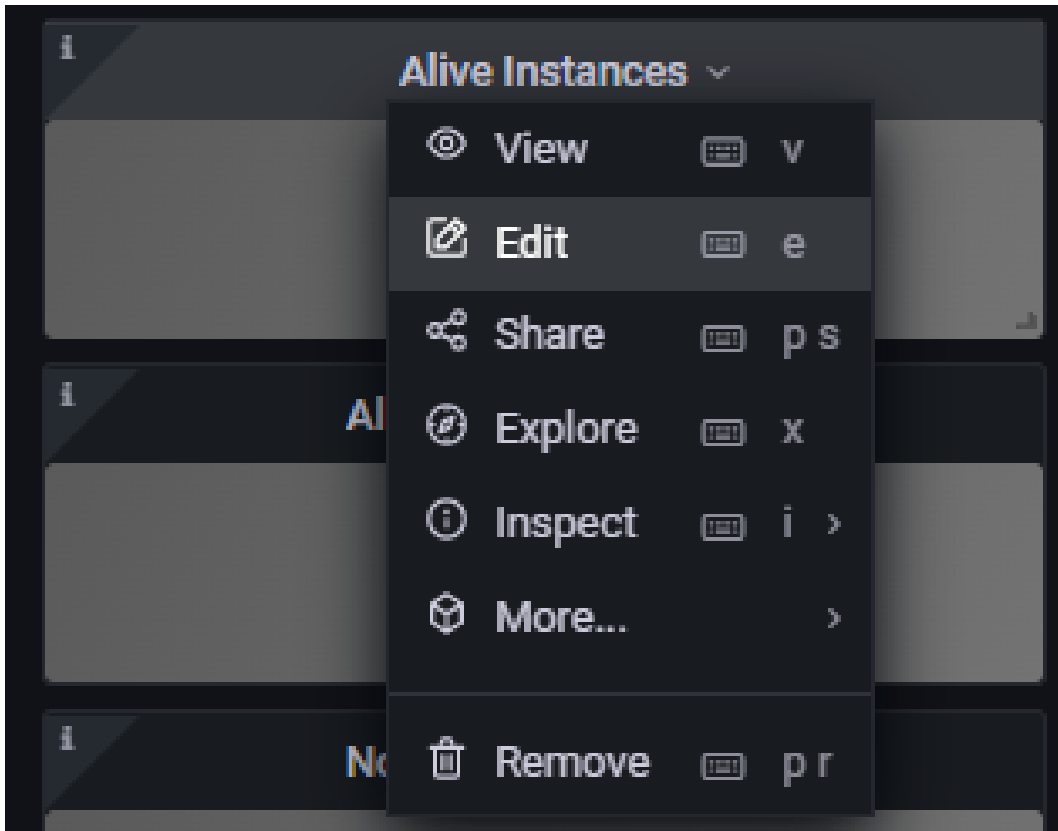 i
Alive Instances
View v
Edit e
Share p s
Explore x
Inspect i
More...
Remove p r
i
Al
i
No